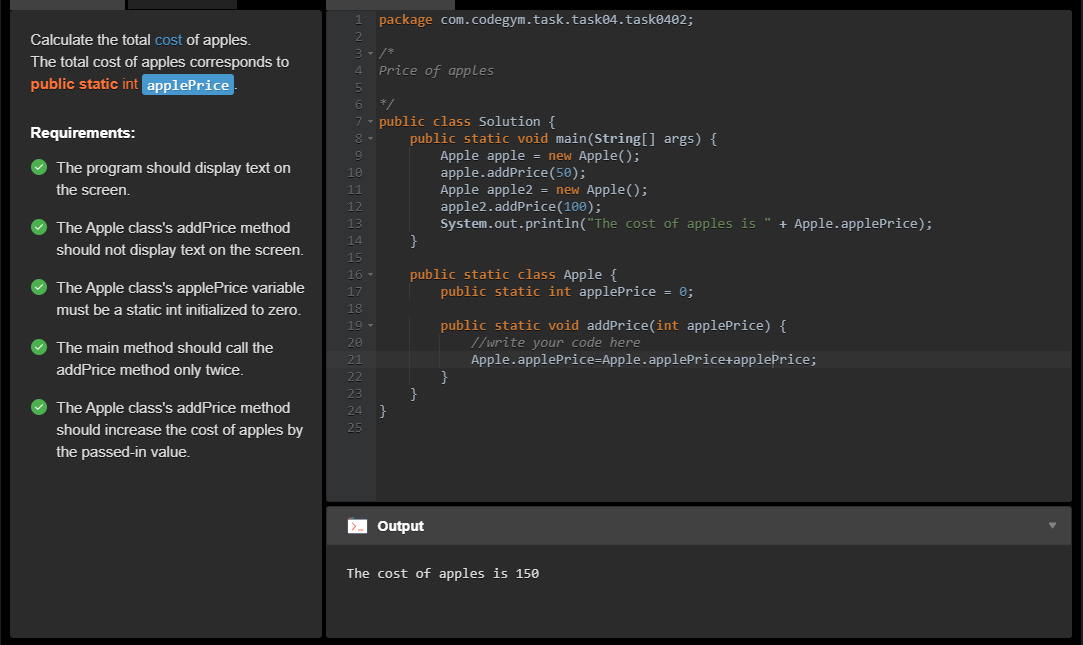 Calculate the total cost of apples.
The total cost of apples corresponds to
public static int applePrice.
Requirements:
The program should display text on
the screen.
The Apple class's addPrice method
should not display text on the screen.
The Apple class's applePrice variable
must be a static int initialized to zero.
The main method should call the
addPrice method only twice.
The Apple class's addPrice method
should increase the cost of apples by
the passed-in value.
1 package com.codegym.task.task04.task0402;
2
3 /*
4 Price of apples
5
6 */
7 public class Solution {
8     public static void main(String[] args) {
9         Apple apple = new Apple();
10         apple.addPrice(50);
11         Apple apple2 = new Apple();
12         apple2.addPrice(100);
13         System.out.println("The cost of apples is " + Apple.applePrice);
14     }
15
16     public static class Apple {
17         public static int applePrice = 0;
18
19         public static void addPrice(int applePrice) {
20             //write your code here
21             Apple.applePrice=Apple.applePrice+applePrice;
22         }
23     }
24 }
25
>_ Output
The cost of apples is 150